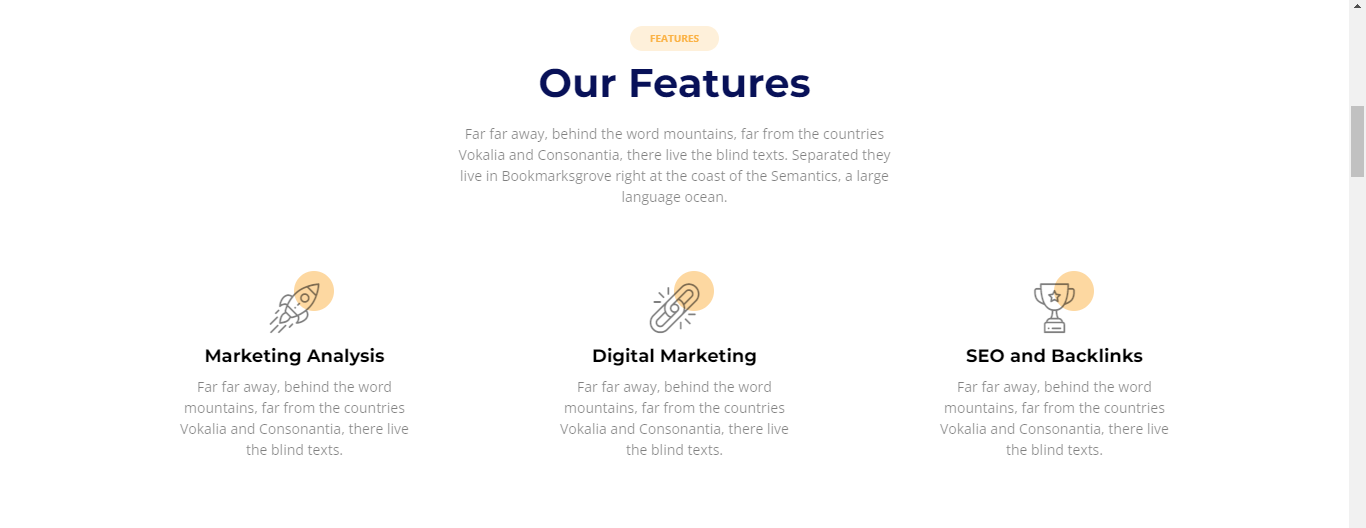 FEATURES
Our Features
Far far away, behind the word mountains, far from the countries
Vokalia and Consonantia, there live the blind texts. Separated they
live in Bookmarksgrove right at the coast of the Semantics, a large
language ocean.
Marketing Analysis
Far far away, behind the word
mountains, far from the countries
Vokalia and Consonantia, there live
the blind texts.
Digital Marketing
Far far away, behind the word
mountains, far from the countries
Vokalia and Consonantia, there live
the blind texts.
SEO and Backlinks
Far far away, behind the word
mountains, far from the countries
Vokalia and Consonantia, there live
the blind texts.